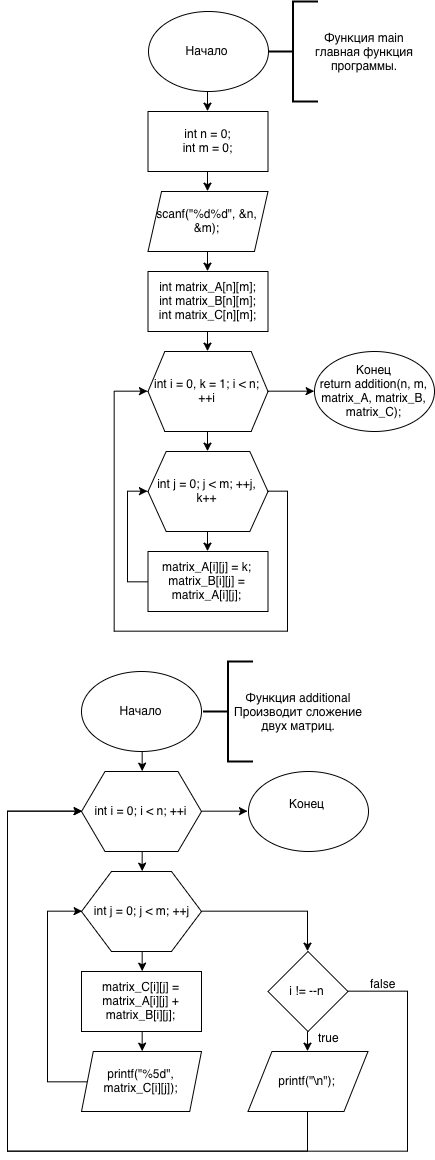 Начало
Функция main
главная функция
программы.
int n = 0;
int m = 0;
scanf("%d%d", &n,
&m);
int matrix_A[n][m];
int matrix_B[n][m];
int matrix_C[n][m];
int i = 0, k = 1; i < n;
++i
Конец
return addition(n, m,
matrix_A, matrix_B,
matrix_C);
int j = 0; j < m; ++j,
k++
matrix_A[i][j] = k;
matrix_B[i][j] =
matrix_A[i][j];
Начало
Функция additional
Производит сложение
двух матриц.
int i = 0; i < n; ++i
Конец
int j = 0; j < m; ++j
matrix_C[i][j] =
matrix_A[i][j] +
matrix_B[i][j];
i != --n
false
true
printf("%5d",
matrix_C[i][j]);
printf("\n");